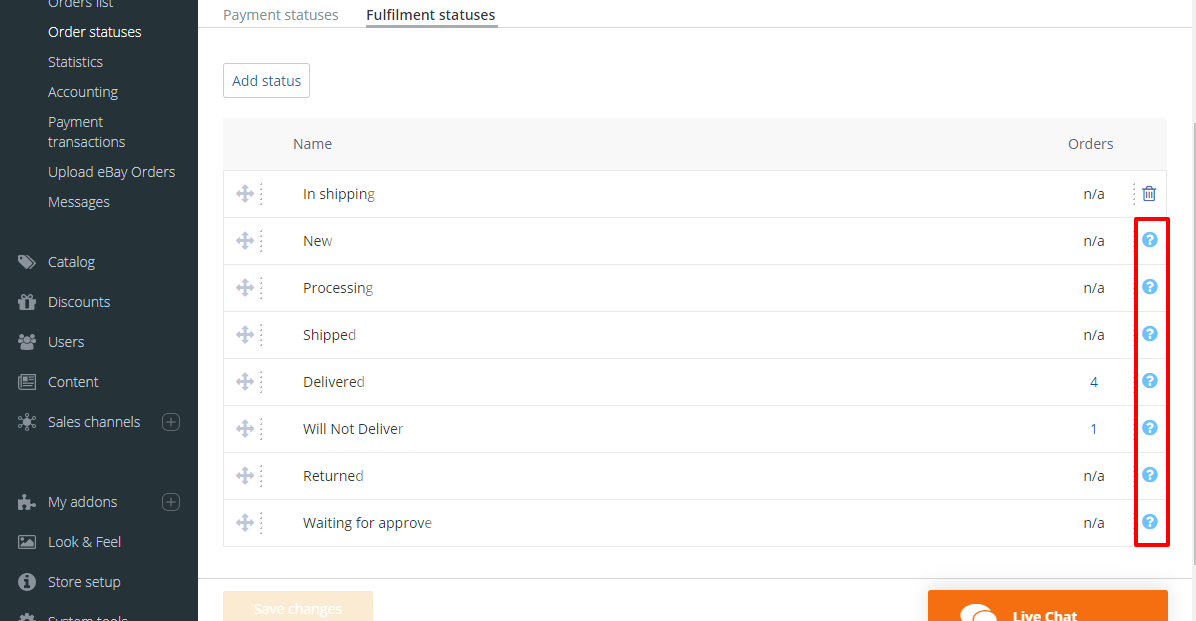 Orders list
Order statuses
Statistics
Accounting
Payment
transactions
Upload eBay Orders
Messages
Catalog
Discounts
Users
Content
Sales channels
My addons
Look & Feel
Store setup
System tools
Payment statuses Fulfilment statuses
Add status
Name Orders
In shipping n/a
New n/a ?
Processing n/a ?
Shipped n/a ?
Delivered 4 ?
Will Not Deliver 1 ?
Returned n/a ?
Waiting for approve n/a ?
Save changes
Live Chat